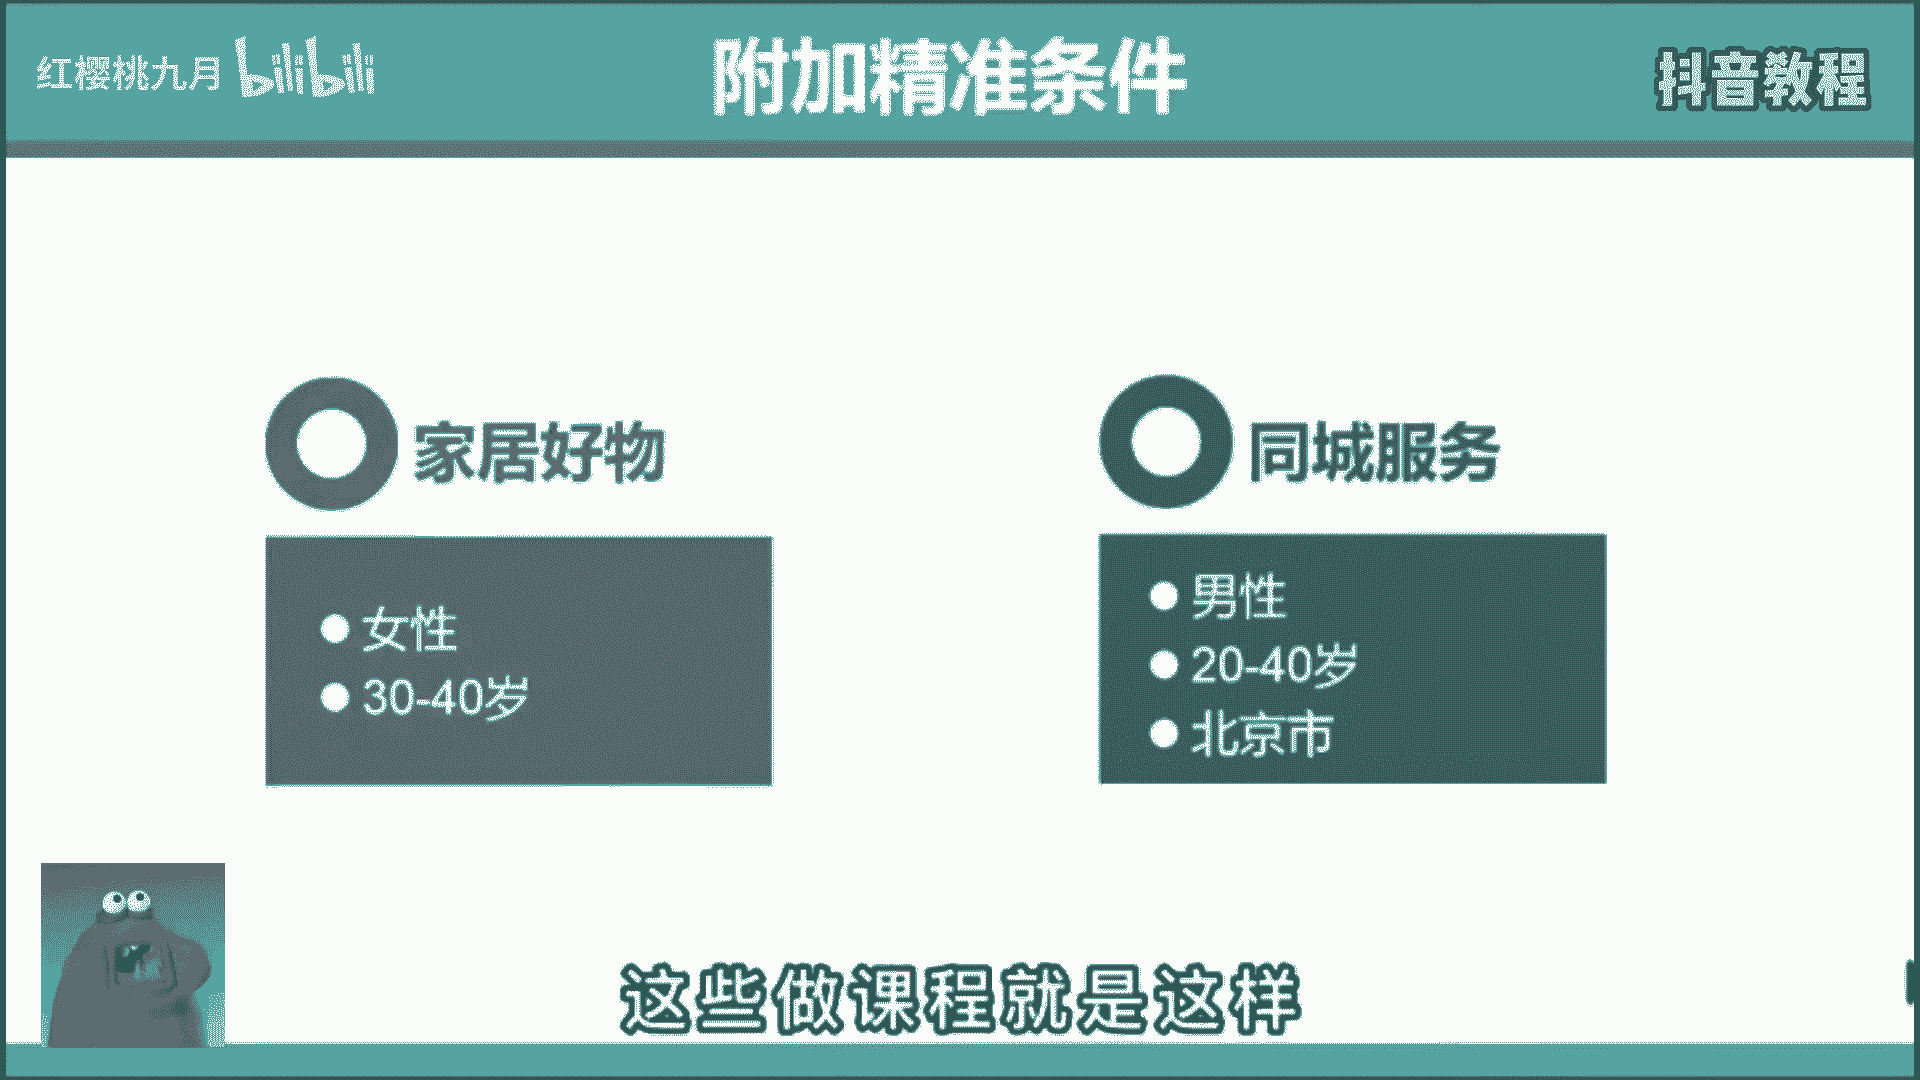 红樱桃九月 bilibili
附加精准条件
抖音教程
家居好物
女性
30-40岁
同城服务
男性
20-40岁
北京市
这些做课程就是这样